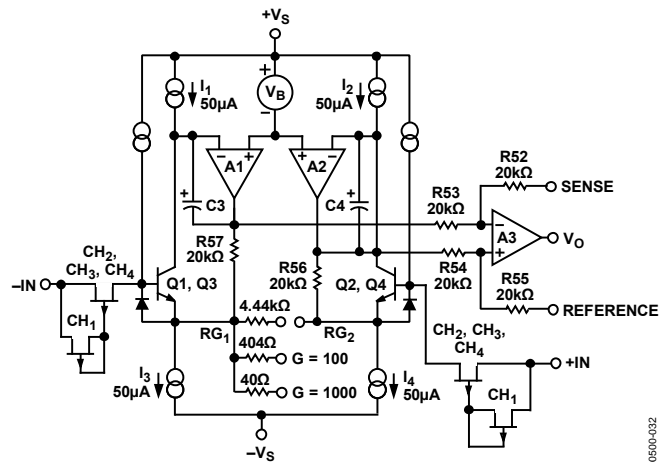 +VS
I1
50µA
+
VB
−
I2
50µA
− +
A1
+ −
A2
+
C3
C4
+
R57
20kΩ
R56
20kΩ
R53
20kΩ
R52
20kΩ
SENSE
−
A3
+
VO
R54
20kΩ
R55
20kΩ
REFERENCE
CH2,
CH3, CH4
−IN
CH1
Q1, Q3
Q2, Q4
4.44kΩ
RG1
RG2
404Ω
G = 100
40Ω
G = 1000
I3
50µA
I4
50µA
−VS
CH2, CH3,
CH4
+IN
CH1
0500-032